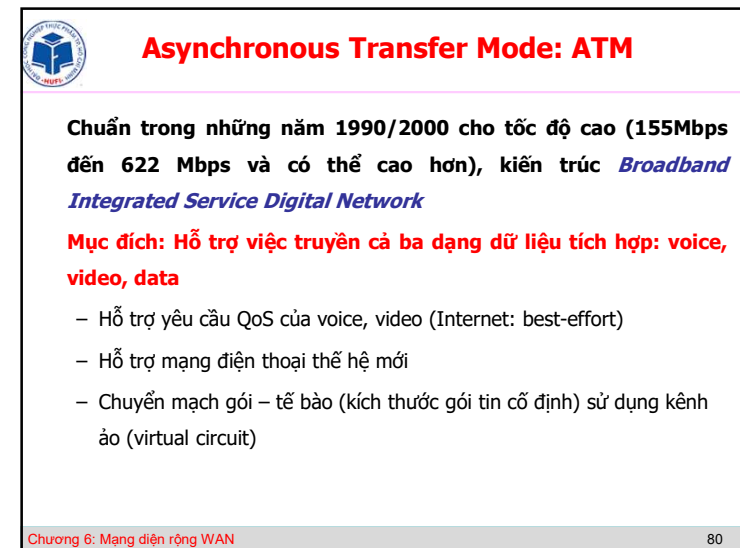 Asynchronous Transfer Mode: ATM
Chuẩn trong những năm 1990/2000 cho tốc độ cao (155Mbps
đến 622 Mbps và có thể cao hơn), kiến trúc Broadband
Integrated Service Digital Network
Mục đích: Hỗ trợ việc truyền cả ba dạng dữ liệu tích hợp: voice,
video, data
– Hỗ trợ yêu cầu QoS của voice, video (Internet: best-effort)
– Hỗ trợ mạng điện thoại thế hệ mới
– Chuyển mạch gói – tế bào (kích thước gói tin cố định) sử dụng kênh
ảo (virtual circuit)
Chương 6: Mạng diện rộng WAN
80
HUFI